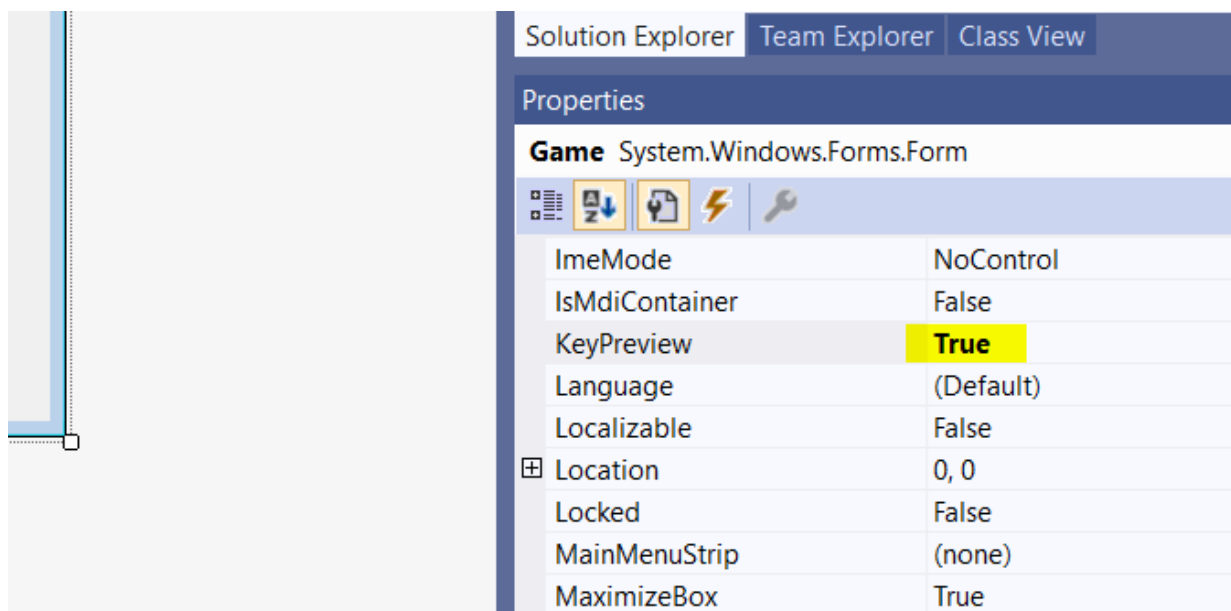 Solution Explorer Team Explorer Class View
Properties
Game System.Windows.Forms.Form
ImeMode NoControl
IsMdiContainer False
KeyPreview True
Language (Default)
Localizable False
Location 0, 0
Locked False
MainMenuStrip (none)
MaximizeBox True